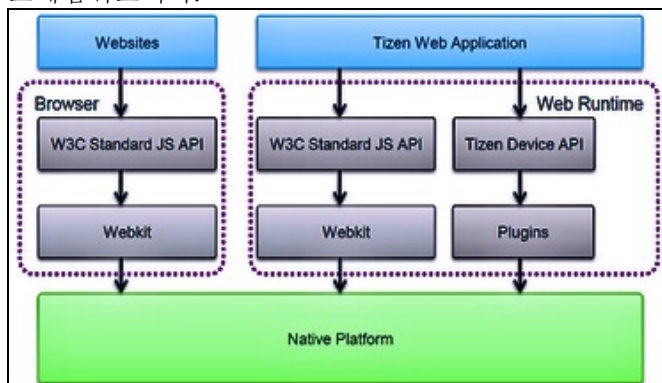 Websites
Tizen Web Application
Browser
Web Runtime
W3C Standard JS API
W3C Standard JS API
Tizen Device API
Webkit
Webkit
Plugins
Native Platform